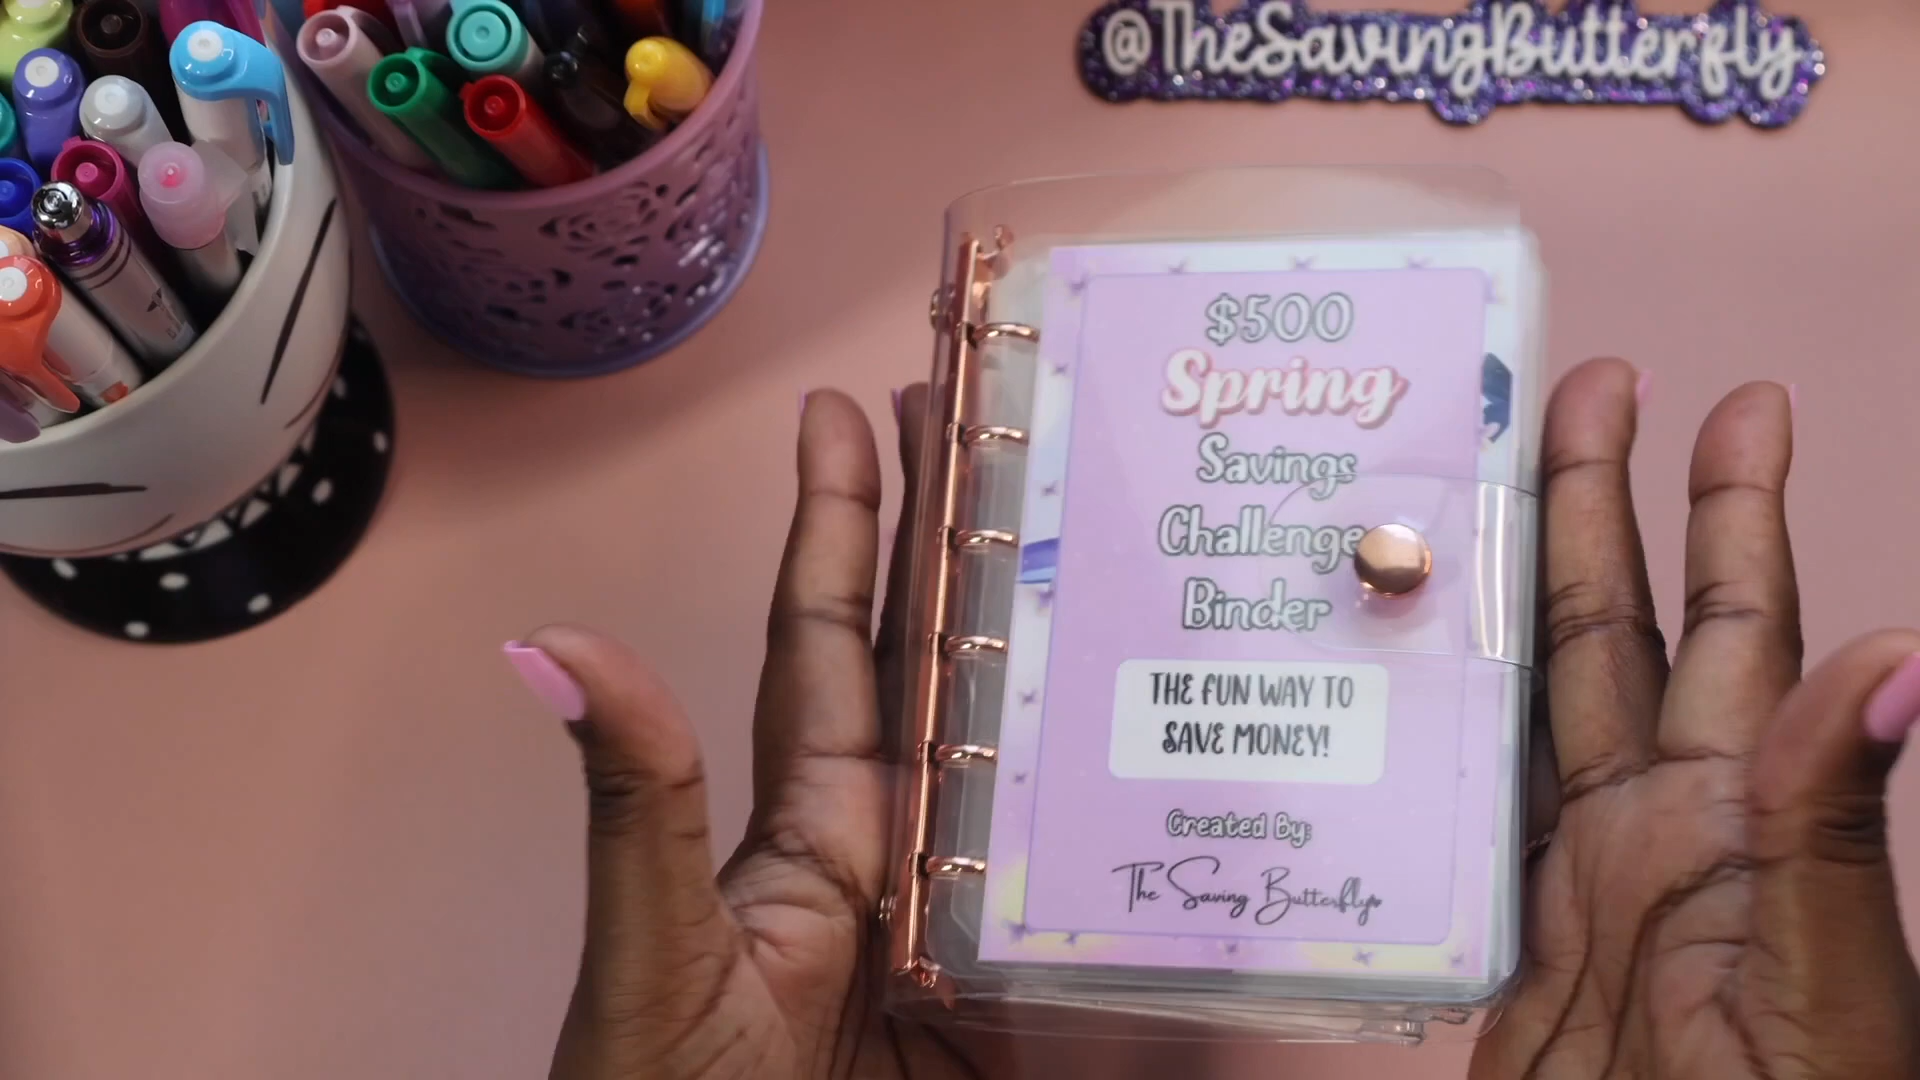 @TheSavingButterfly
$500
Spring
Savings
Challenge
Binder
THE FUN WAY TO
SAVE MONEY!
Created By:
The Saving Butterfly